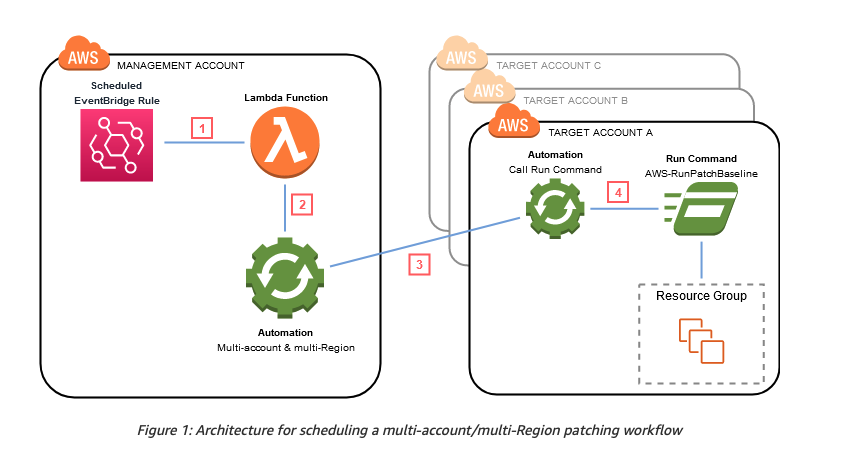 AWS
MANAGEMENT ACCOUNT
Scheduled
EventBridge Rule
Lambda Function
1
2
Automation
Multi-account & multi-Region
3
AWS
TARGET ACCOUNT C
AWS
TARGET ACCOUNT B
AWS
TARGET ACCOUNT A
Automation
Call Run Command
4
Run Command
AWS-RunPatchBaseline
Resource Group
Figure 1: Architecture for scheduling a multi-account/multi-Region patching workflow